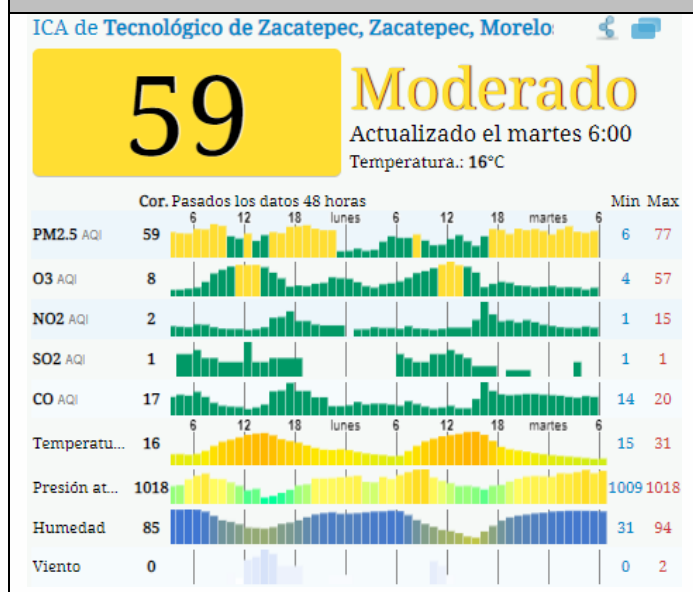 ICA de Tecnológico de Zacatepec, Zacatepec, Morelos
59
Moderado
Actualizado el martes 6:00
Temperatura.: 16°C
Cor. Pasados los datos 48 horas Min Max
6 12 18 lunes 6 12 18 martes 6
PM2.5 AQI 59 6 77
O3 AQI 8 4 57
NO2 AQI 2 1 15
SO2 AQI 1 1 1
CO AQI 17 14 20
6 12 18 lunes 6 12 18 martes 6
Temperatu... 16 15 31
Presión at... 1018 1009 1018
Humedad 85 31 94
Viento 0 0 2